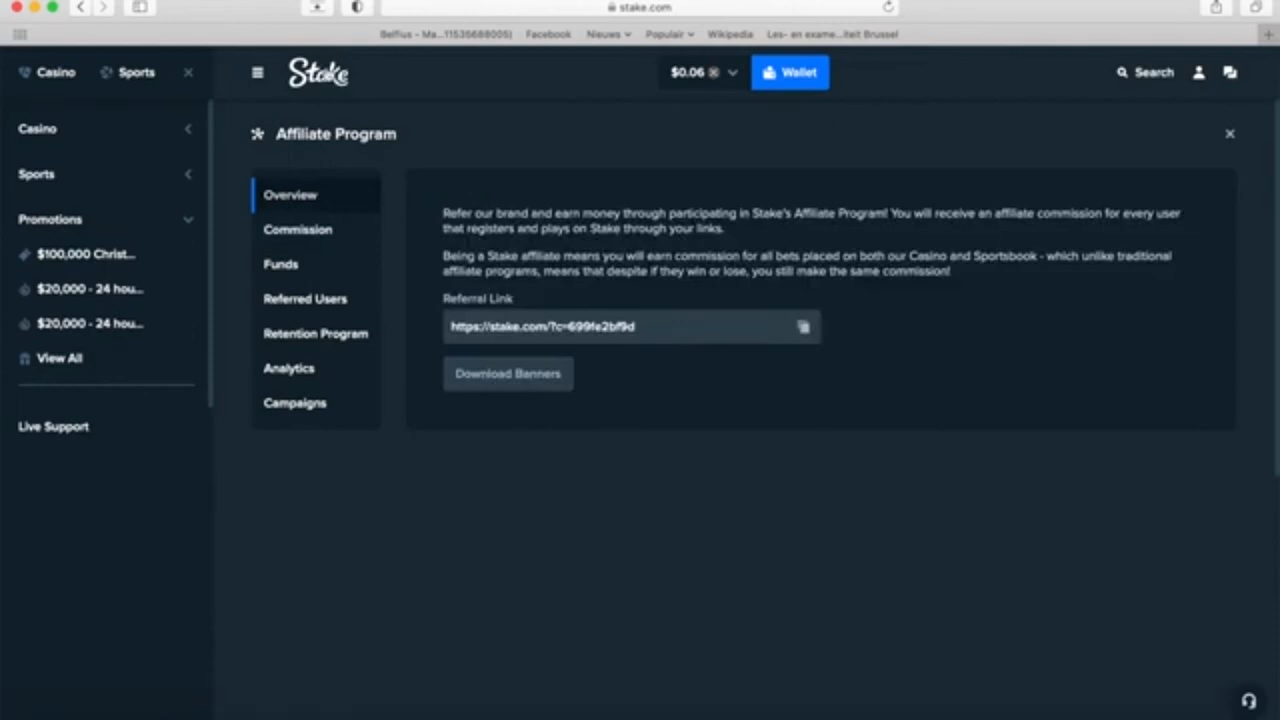 stake.com
Belfius - Ma...11535688005) Facebook Nieuws Populair Wikipedia Les- en exame...iteit Brussel
Casino Sports Stake $0.06 Wallet Search
Casino
Sports
Promotions
$100,000 Christ...
$20,000 - 24 hou...
$20,000 - 24 hou...
View All
Live Support
Affiliate Program
Overview
Commission
Funds
Referred Users
Retention Program
Analytics
Campaigns
Refer our brand and earn money through participating in Stake's Affiliate Program! You will receive an affiliate commission for every user
that registers and plays on Stake through your links.
Being a Stake affiliate means you will earn commission for all bets placed on both our Casino and Sportsbook - which unlike traditional
affiliate programs, means that despite if they win or lose, you still make the same commission!
Referral Link
https://stake.com/?c=699fe2bf9d
Download Banners